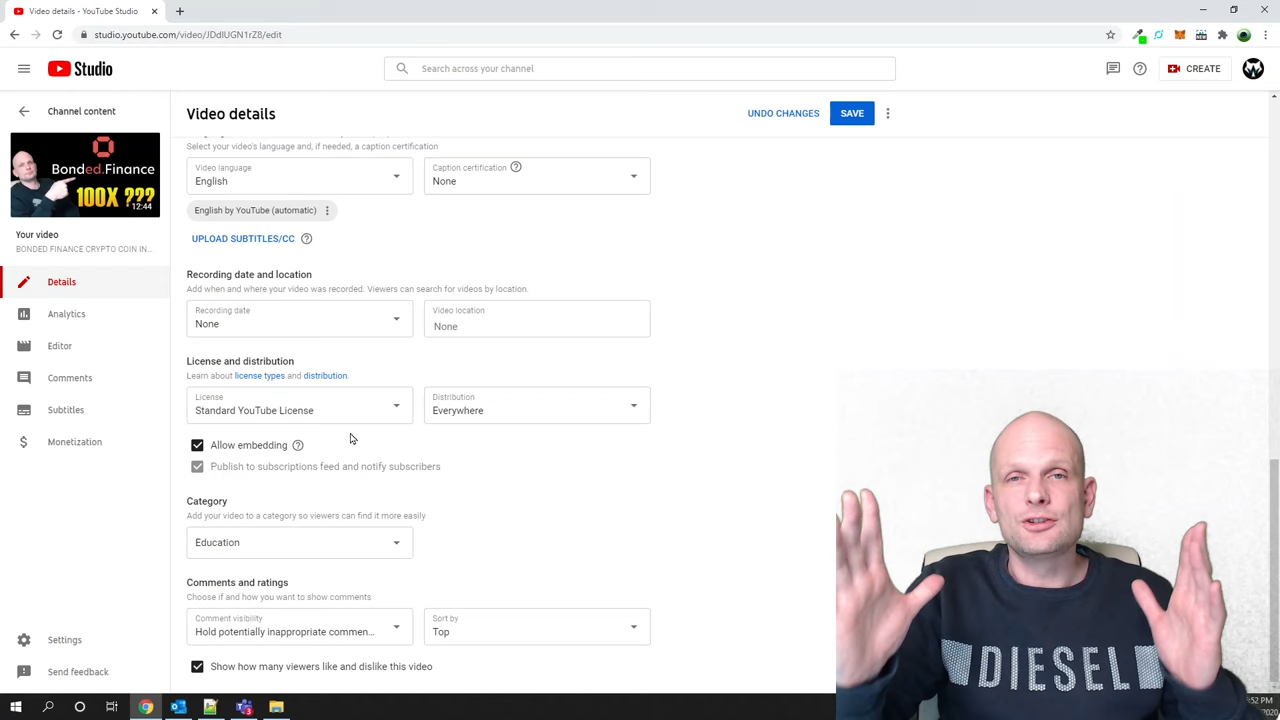 Video details - YouTube Studio
studio.youtube.com/video/JDdIUGN1rZ8/edit
Studio
Search across your channel
CREATE
Channel content
Video details
UNDO CHANGES
SAVE
Bonded.Finance
100X ???
12:44
Your video
BONDED FINANCE CRYPTO COIN IN...
Details
Analytics
Editor
Comments
Subtitles
Monetization
Settings
Send feedback
Select your video's language and, if needed, a caption certification
Video language
English
Caption certification
None
English by YouTube (automatic)
UPLOAD SUBTITLES/CC
Recording date and location
Add when and where your video was recorded. Viewers can search for videos by location.
Recording date
None
Video location
None
License and distribution
Learn about license types and distribution.
License
Standard YouTube License
Distribution
Everywhere
Allow embedding
Publish to subscriptions feed and notify subscribers
Category
Add your video to a category so viewers can find it more easily
Education
Comments and ratings
Choose if and how you want to show comments
Comment visibility
Hold potentially inappropriate commen...
Sort by
Top
Show how many viewers like and dislike this video
DIESEL
:52 PM
2020